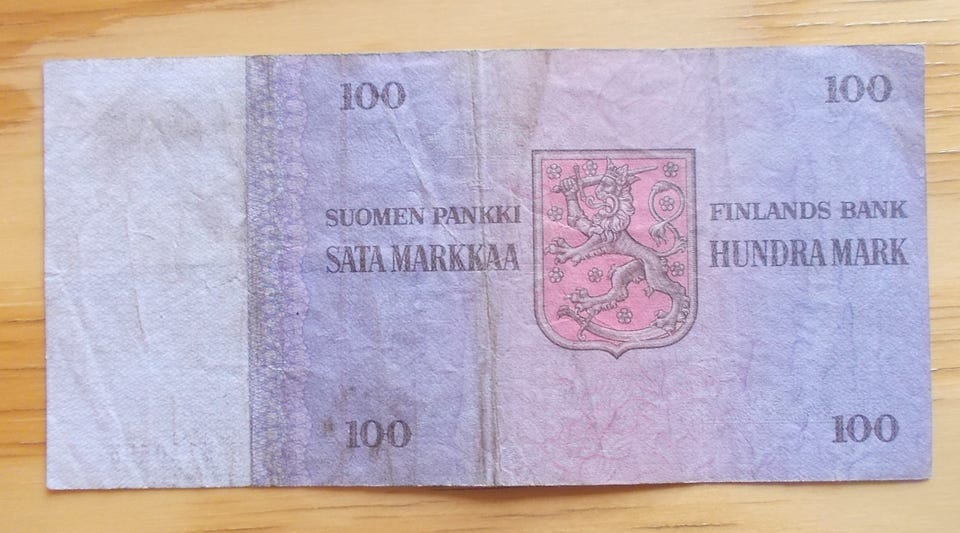 100
100
SUOMEN PANKKI
SATA MARKKAA
FINLANDS BANK
HUNDRA MARK
100
100